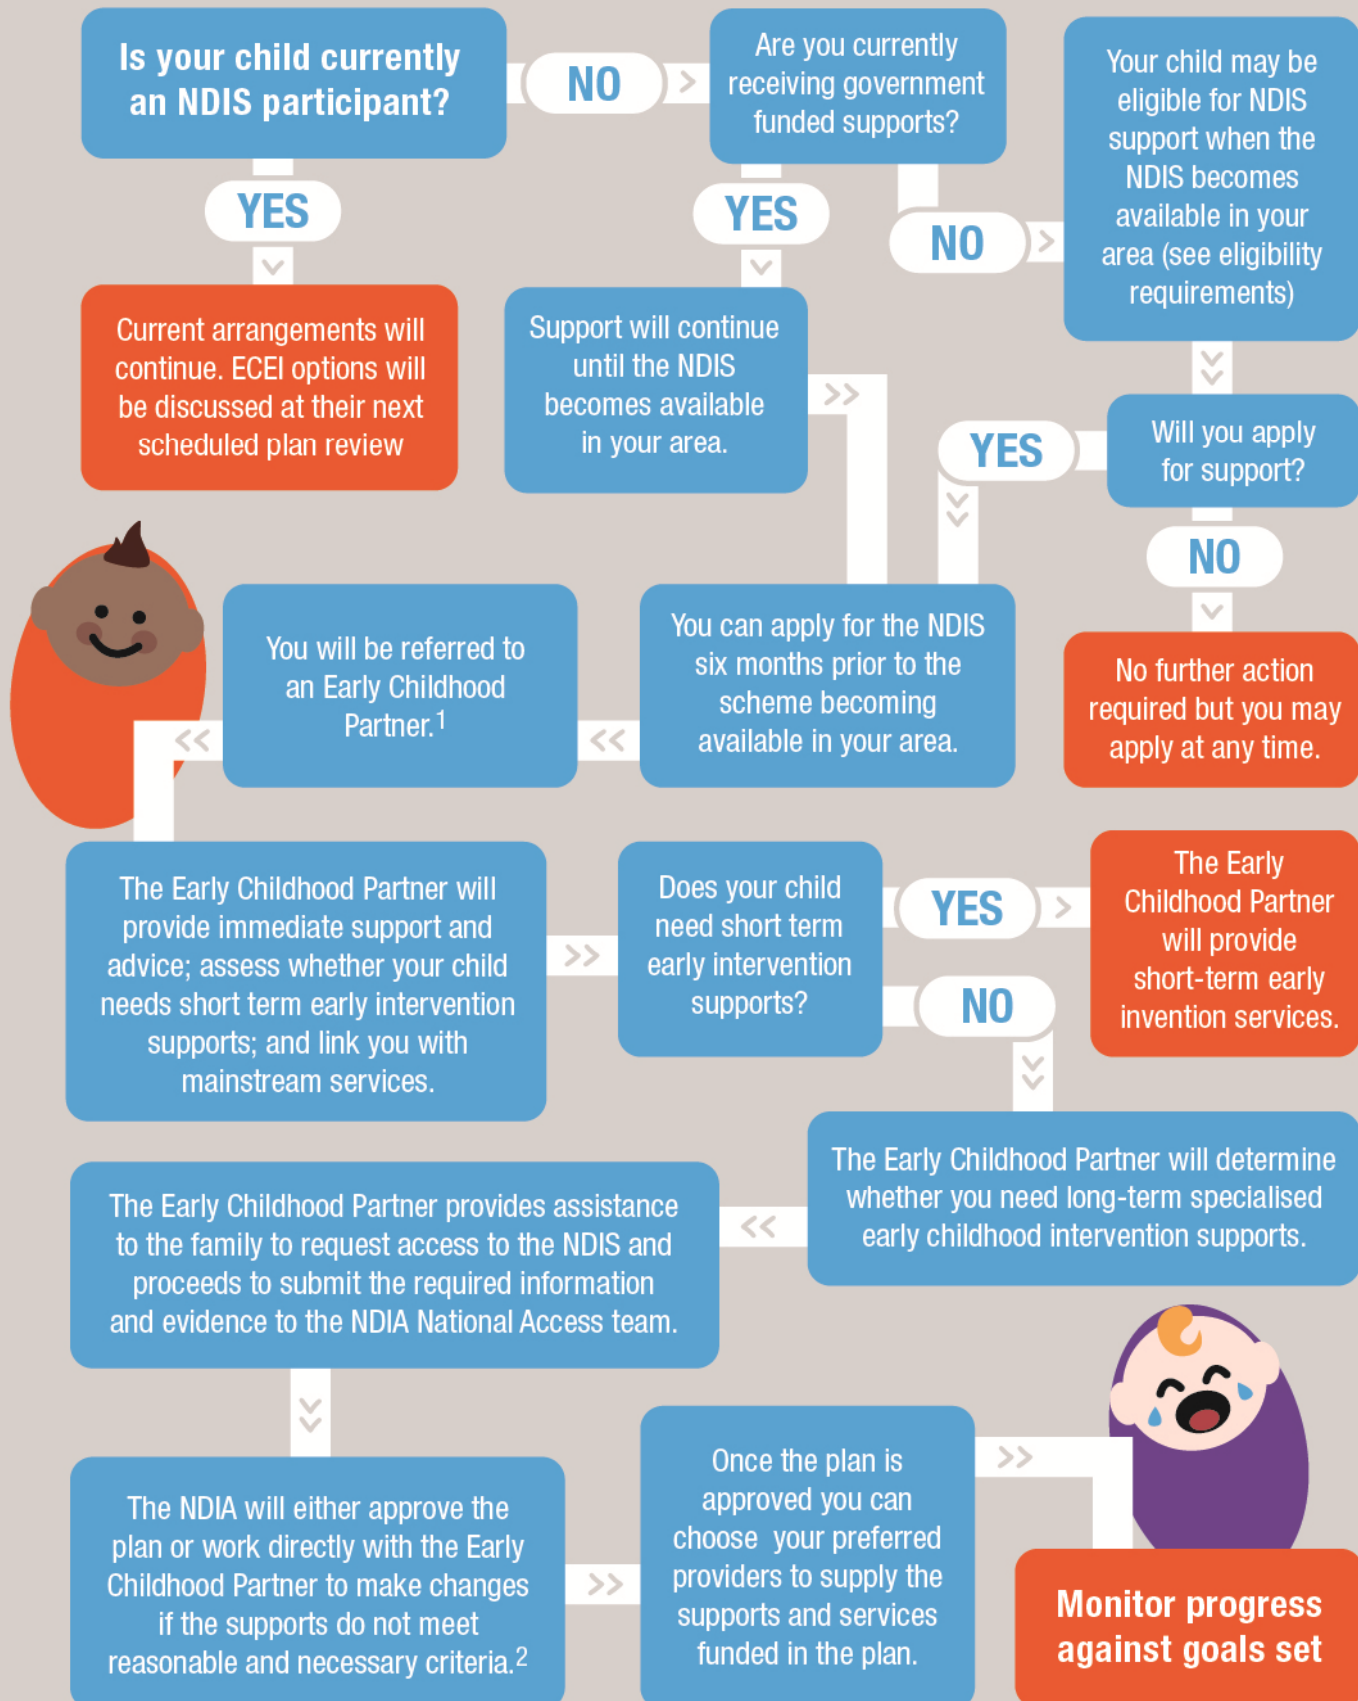 Is your child currently
an NDIS participant?
NO
Are you currently
receiving government
funded supports?
Your child may be
eligible for NDIS
support when the
NDIS becomes
available in your
area (see eligibility
requirements)
YES
YES
NO
Current arrangements will
continue. ECEI options will
be discussed at their next
scheduled plan review
Support will continue
until the NDIS
becomes available
in your area.
YES
Will you apply
for support?
NO
You will be referred to
an Early Childhood
Partner.1
You can apply for the NDIS
six months prior to the
scheme becoming
available in your area.
No further action
required but you may
apply at any time.
The Early Childhood Partner will
provide immediate support and
advice; assess whether your child
needs short term early intervention
supports; and link you with
mainstream services.
Does your child
need short term
early intervention
supports?
YES
NO
The Early
Childhood Partner
will provide
short-term early
invention services.
The Early Childhood Partner will determine
whether you need long-term specialised
early childhood intervention supports.
The Early Childhood Partner provides assistance
to the family to request access to the NDIS and
proceeds to submit the required information
and evidence to the NDIA National Access team.
The NDIA will either approve the
plan or work directly with the Early
Childhood Partner to make changes
if the supports do not meet
reasonable and necessary criteria.2
Once the plan is
approved you can
choose your preferred
providers to supply the
supports and services
funded in the plan.
Monitor progress
against goals set